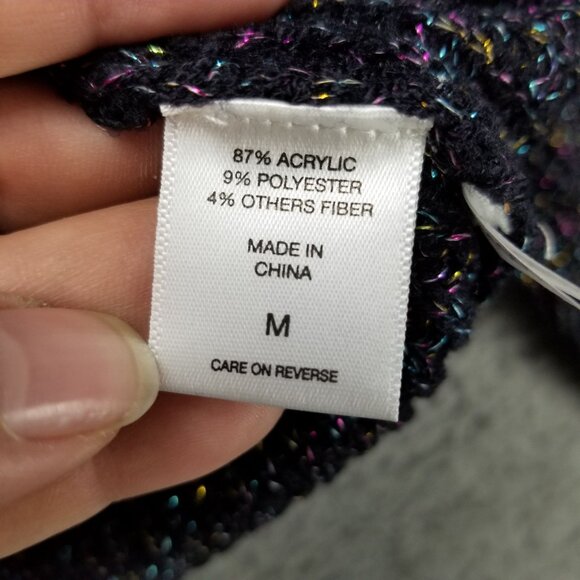 87% ACRYLIC
9% POLYESTER
4% OTHERS FIBER
MADE IN
CHINA
M
CARE ON REVERSE